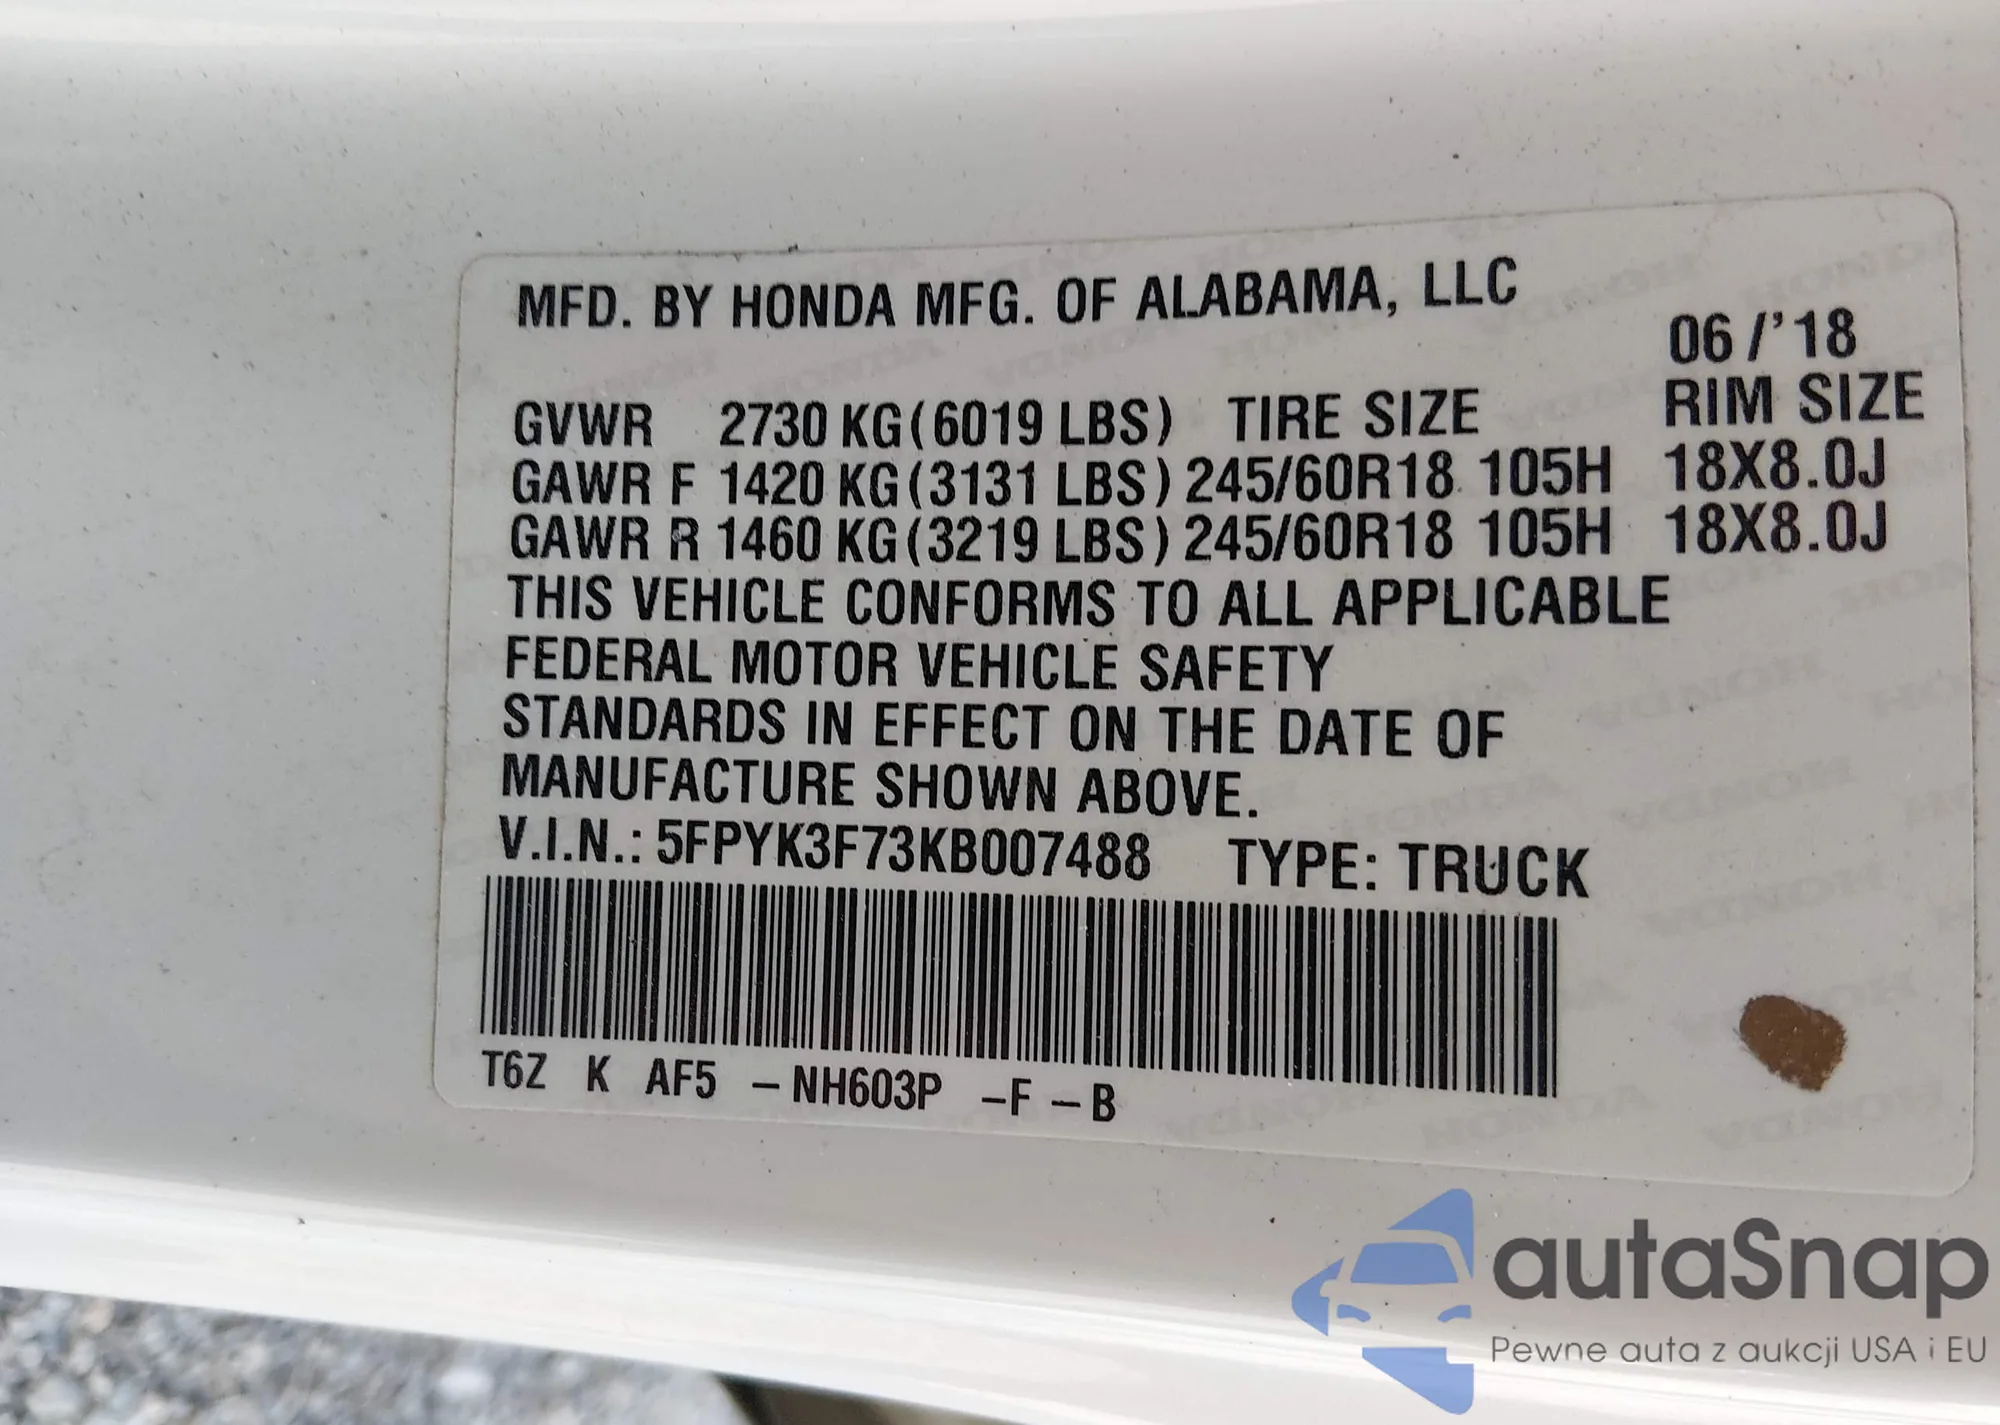 MFD. BY HONDA MFG. OF ALABAMA, LLC
06/'18
GVWR 2730 KG(6019 LBS) TIRE SIZE RIM SIZE
GAWR F 1420 KG(3131 LBS) 245/60R18 105H 18X8.0J
GAWR R 1460 KG(3219 LBS) 245/60R18 105H 18X8.0J
THIS VEHICLE CONFORMS TO ALL APPLICABLE
FEDERAL MOTOR VEHICLE SAFETY
STANDARDS IN EFFECT ON THE DATE OF
MANUFACTURE SHOWN ABOVE.
V.I.N.: 5FPYK3F73KB007488 TYPE: TRUCK
T6Z K AF5 -NH603P -F-B
autaSnap
Pewne auta z aukcji USA i EU